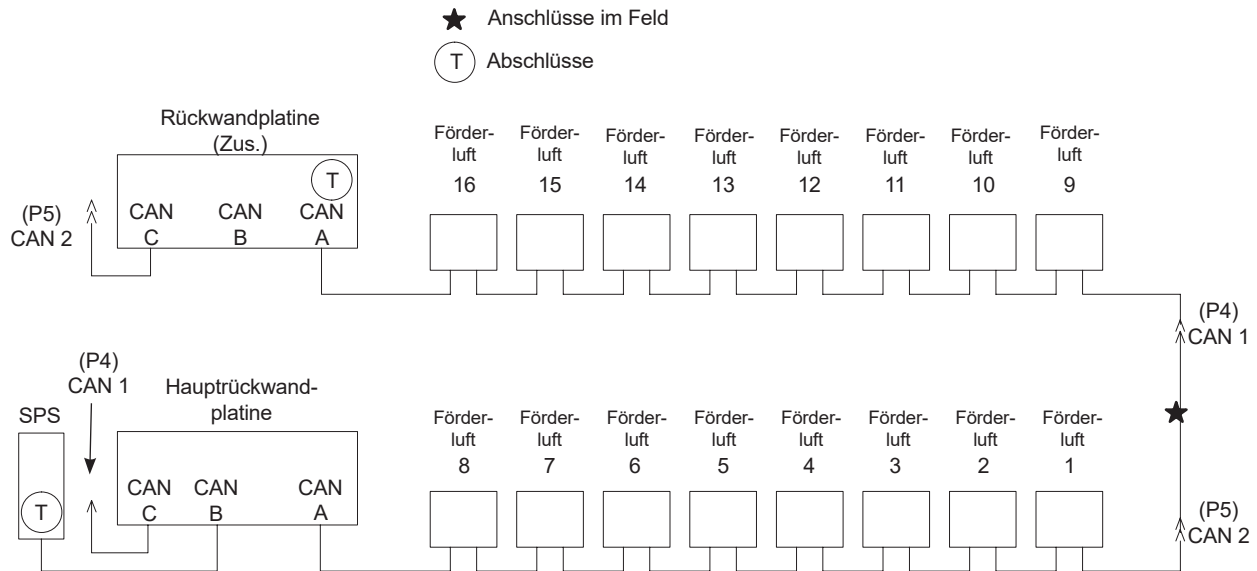 Anschlüsse im Feld
T Abschlüsse
Rückwandplatine
(Zus.)
T
CAN CAN CAN
C B A
(P5)
CAN 2
Förder- Förder- Förder- Förder- Förder- Förder- Förder- Förder-
luft luft luft luft luft luft luft luft
16 15 14 13 12 11 10 9
(P4)
CAN 1
(P4)
CAN 1
SPS
T
Hauptrückwand-
platine
CAN CAN CAN
C B A
Förder- Förder- Förder- Förder- Förder- Förder- Förder- Förder-
luft luft luft luft luft luft luft luft
8 7 6 5 4 3 2 1
(P5)
CAN 2